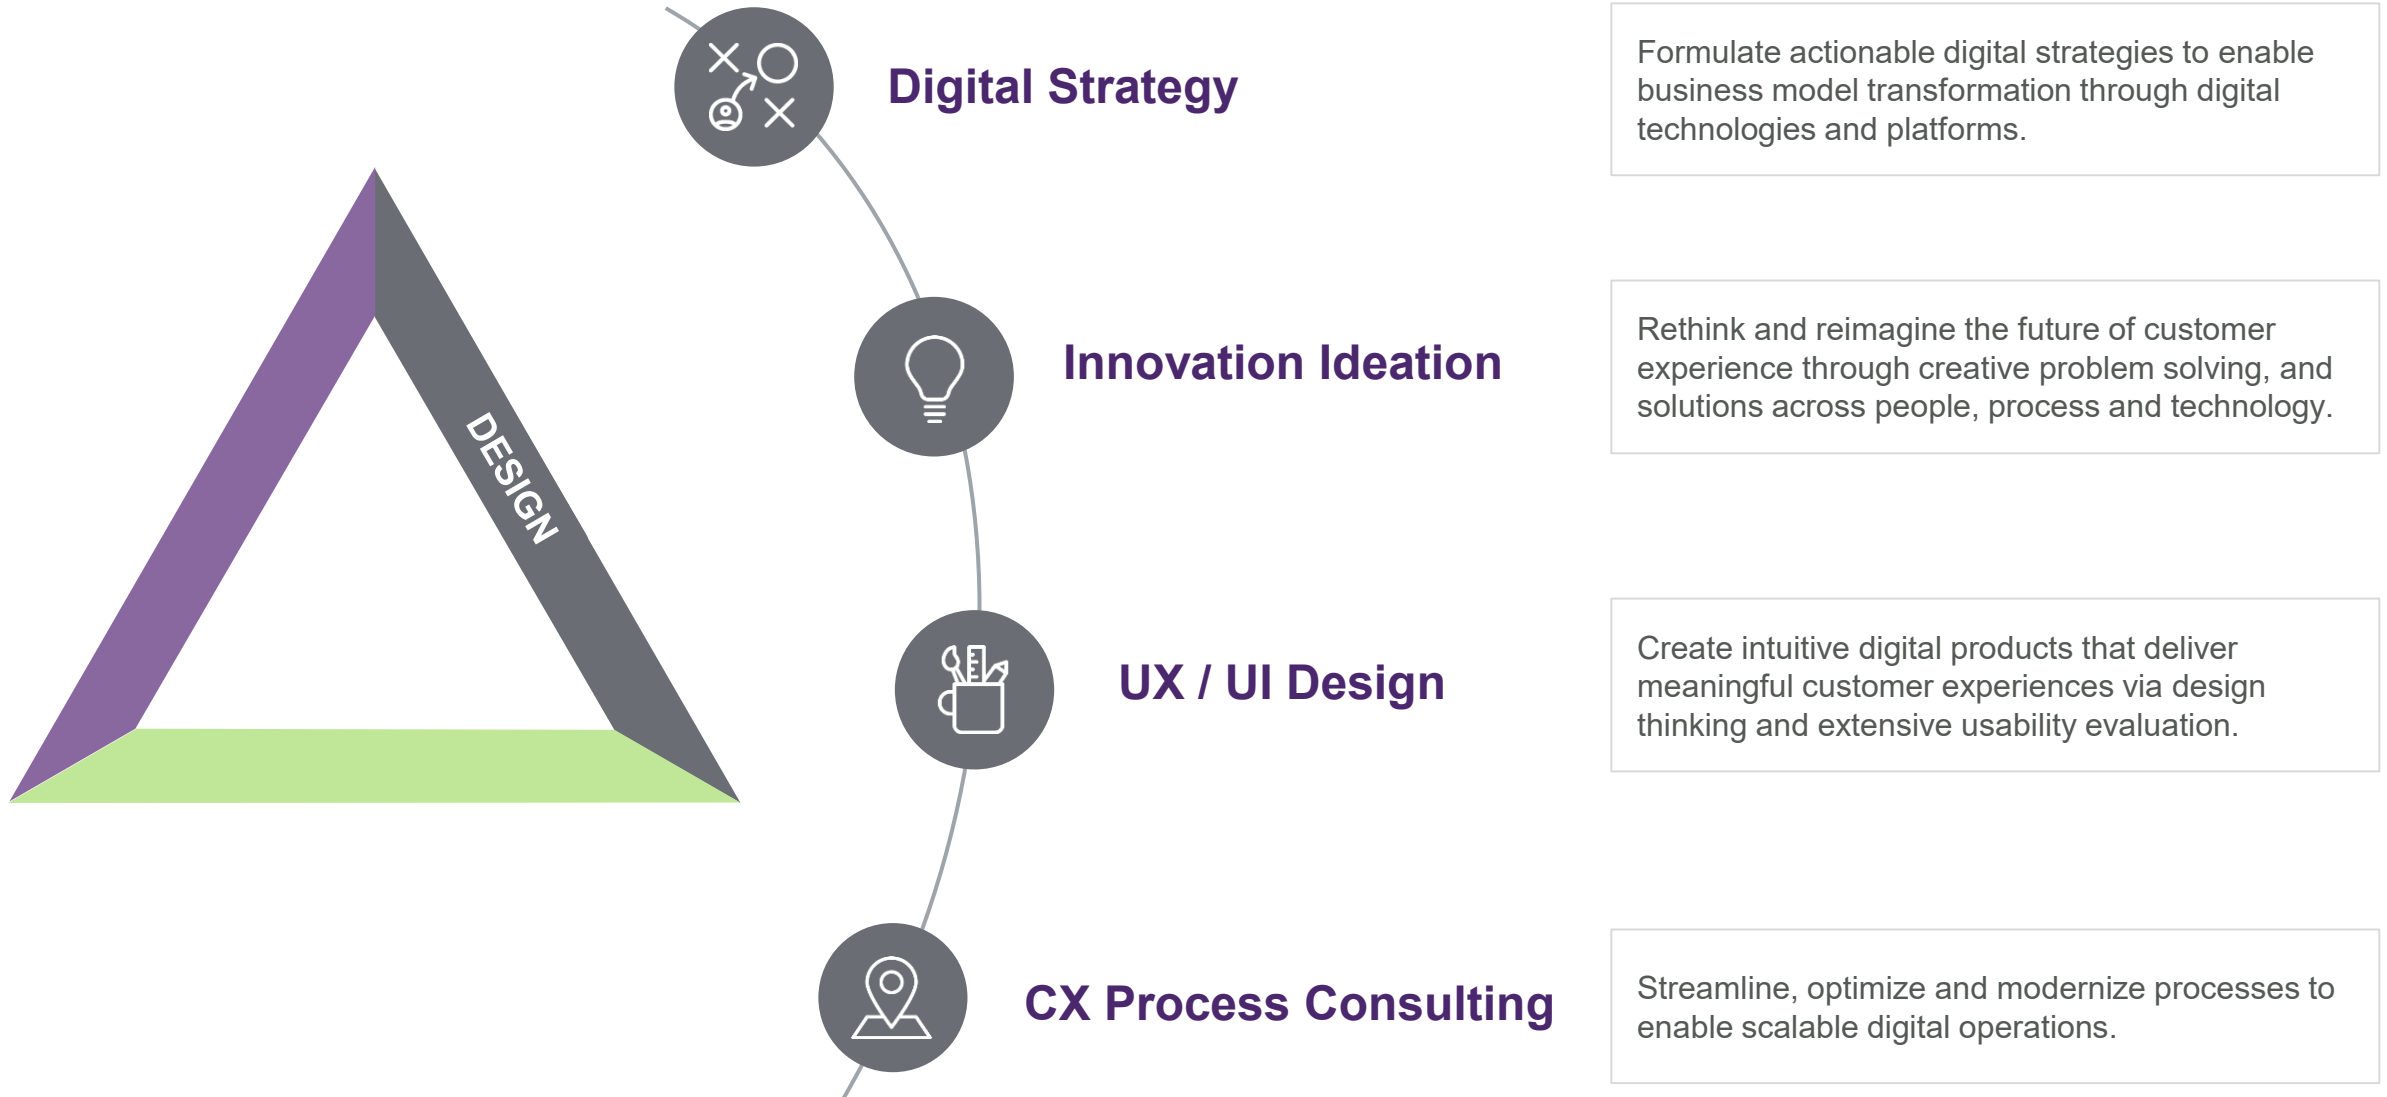 Digital Strategy
Formulate actionable digital strategies to enable
business model transformation through digital
technologies and platforms.
DESIGN
Innovation Ideation
Rethink and reimagine the future of customer
experience through creative problem solving, and
solutions across people, process and technology.
UX / UI Design
Create intuitive digital products that deliver
meaningful customer experiences via design
thinking and extensive usability evaluation.
CX Process Consulting
Streamline, optimize and modernize processes to
enable scalable digital operations.